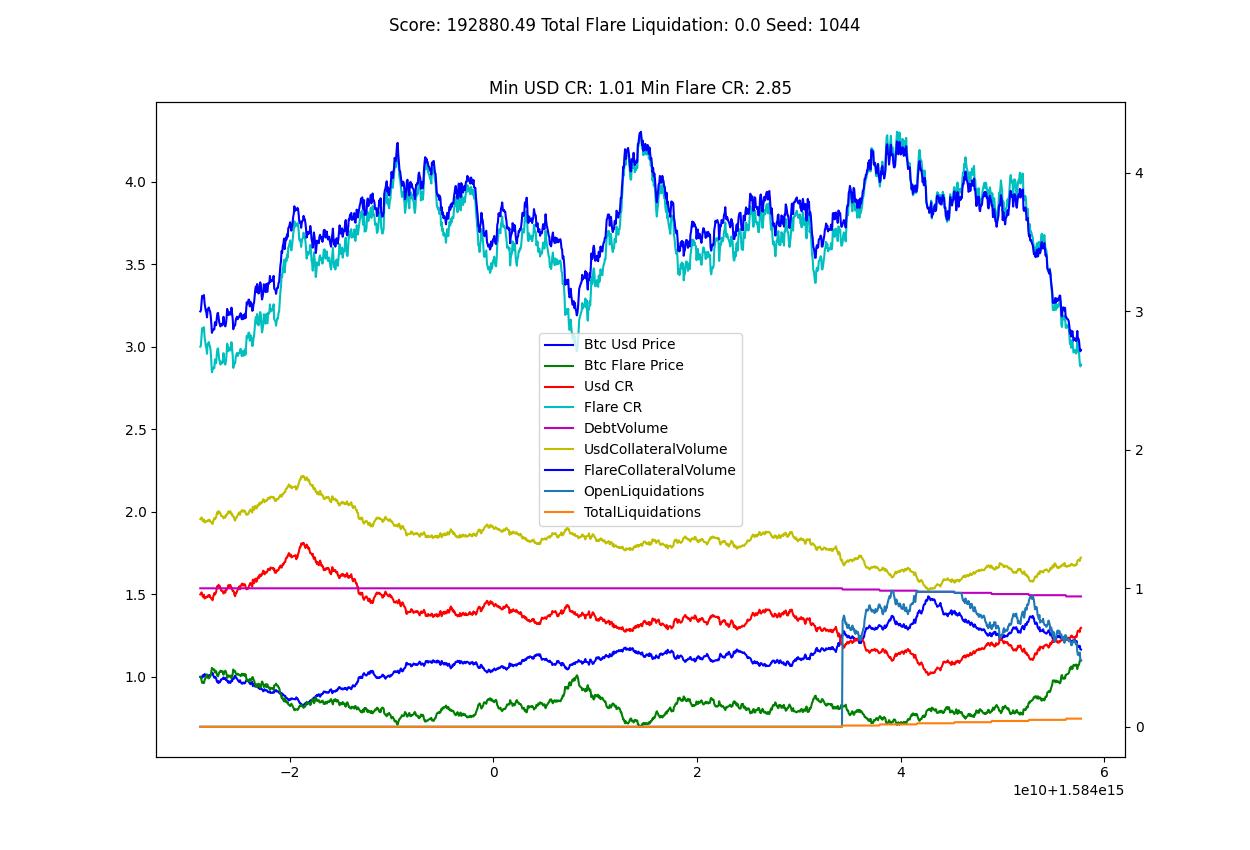 Score: 192880.49 Total Flare Liquidation: 0.0 Seed: 1044
Min USD CR: 1.01 Min Flare CR: 2.85
4.0
3.5
3.0
2.5
2.0
1.5
1.0
Btc Usd Price
Btc Flare Price
Usd CR
Flare CR
DebtVolume
UsdCollateralVolume
FlareCollateralVolume
OpenLiquidations
TotalLiquidations
4
3
2
1
0
−2 0 2 4 6
1e10+1.584e15